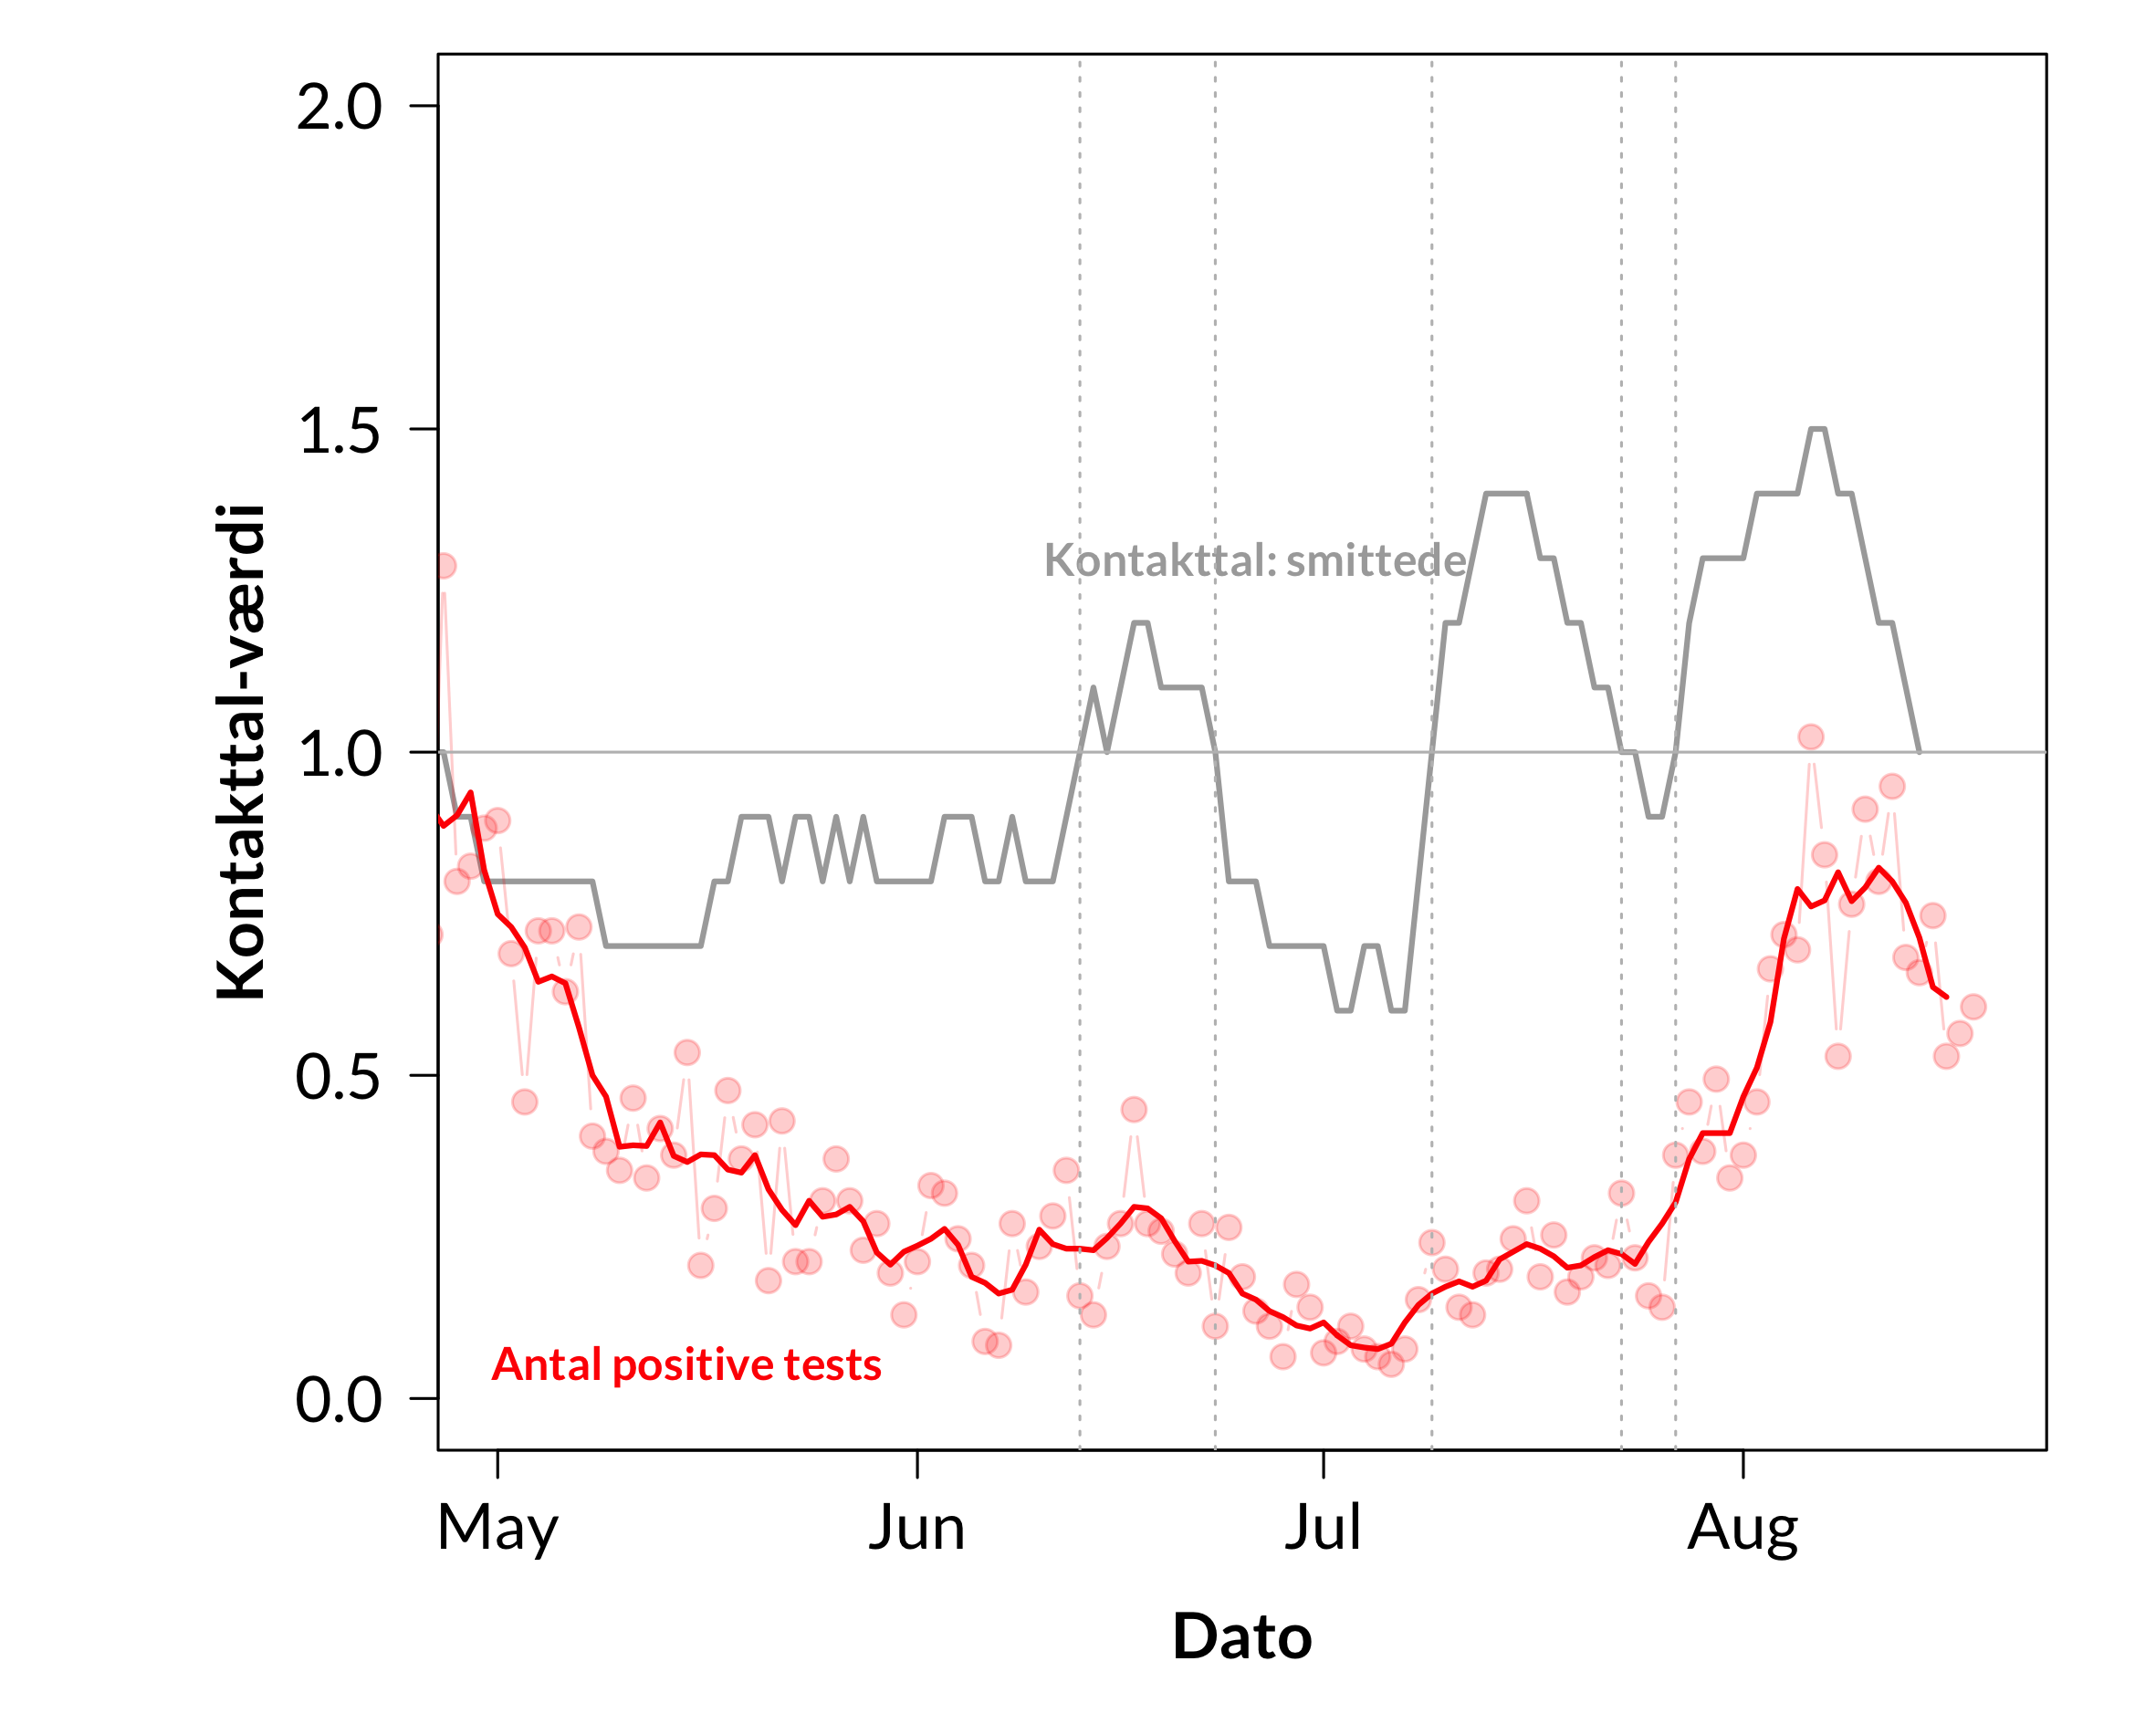 2.0
1.5
1.0
0.5
0.0
Kontakttal-værdi
Kontakttal: smittede
Antal positive tests
May Jun Jul Aug
Dato